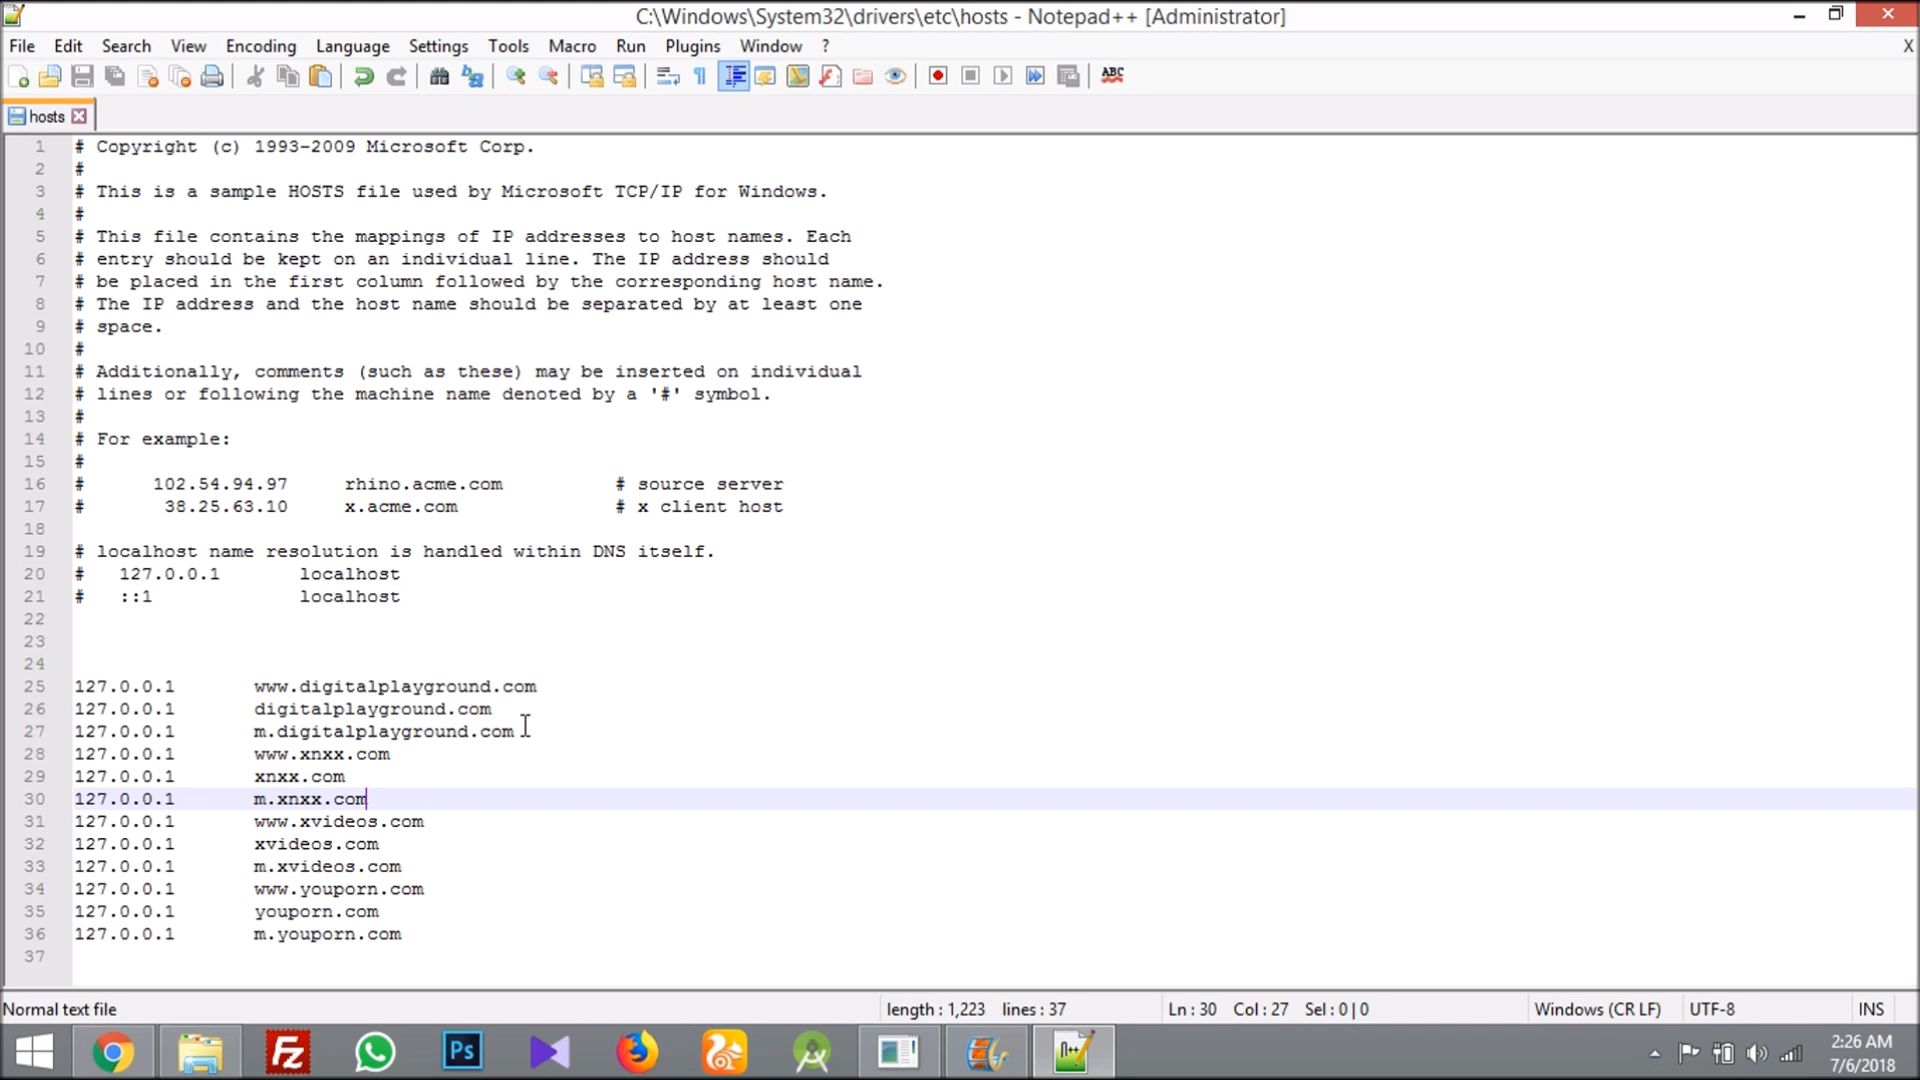 C:\Windows\System32\drivers\etc\hosts - Notepad++ [Administrator]
File Edit Search View Encoding Language Settings Tools Macro Run Plugins Window ? X
ABC
hosts
1 # Copyright (c) 1993-2009 Microsoft Corp.
2 #
3 # This is a sample HOSTS file used by Microsoft TCP/IP for Windows.
4 #
5 # This file contains the mappings of IP addresses to host names. Each
6 # entry should be kept on an individual line. The IP address should
7 # be placed in the first column followed by the corresponding host name.
8 # The IP address and the host name should be separated by at least one
9 # space.
10 #
11 # Additionally, comments (such as these) may be inserted on individual
12 # lines or following the machine name denoted by a '#' symbol.
13 #
14 # For example:
15 #
16 # 102.54.94.97 rhino.acme.com # source server
17 # 38.25.63.10 x.acme.com # x client host
18
19 # localhost name resolution is handled within DNS itself.
20 # 127.0.0.1 localhost
21 # ::1 localhost
22
23
24
25 127.0.0.1 www.digitalplayground.com
26 127.0.0.1 digitalplayground.com
27 127.0.0.1 m.digitalplayground.com
28 127.0.0.1 www.xnxx.com
29 127.0.0.1 xnxx.com
30 127.0.0.1 m.xnxx.com
31 127.0.0.1 www.xvideos.com
32 127.0.0.1 xvideos.com
33 127.0.0.1 m.xvideos.com
34 127.0.0.1 www.youporn.com
35 127.0.0.1 youporn.com
36 127.0.0.1 m.youporn.com
37
Normal text file length : 1,223 lines : 37 Ln : 30 Col : 27 Sel : 0 | 0 Windows (CR LF) UTF-8 INS
Fz Ps 2:26 AM
7/6/2018